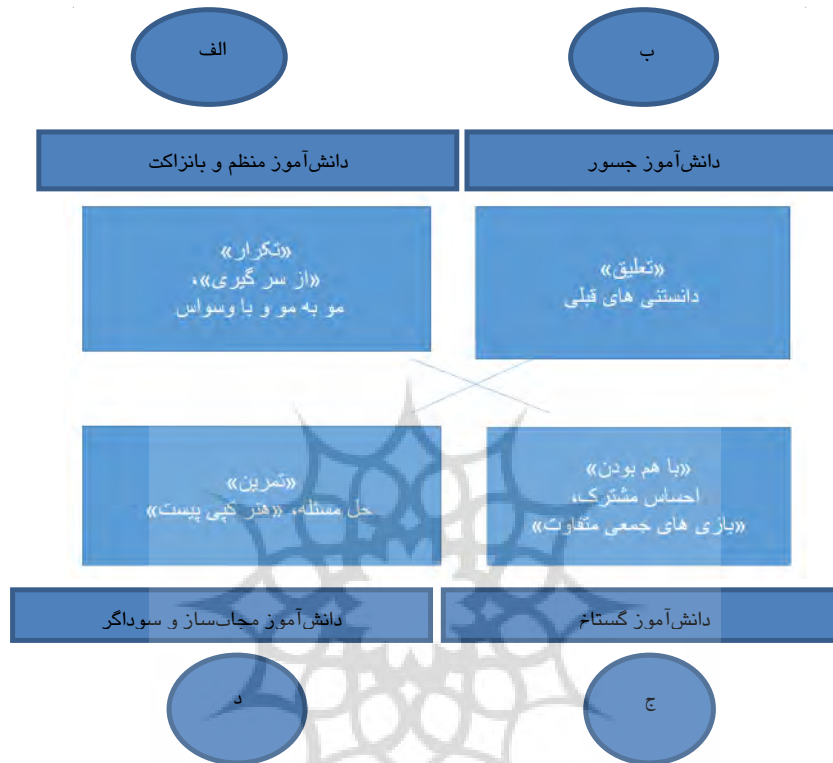 ب
الف
دانش‌آموز جسور
دانش‌آموز منظم و بانزاکت
«تعلیق»
دانستنی های قبلی
«تکرار»
«از سر گیری»،
مو به مو و با وسواس
«با هم بودن»
احساس مشترک،
«بازی های جمعی متفاوت»
«تمرین»
حل مسئله، «هنر کپی پیست»
دانش‌آموز گستاخ
دانش‌آموز مجاب‌ساز و سوداگر
ج
د